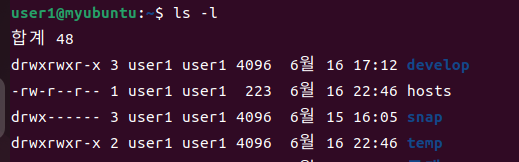 user1@myubuntu:~$ ls -l
합계 48
drwxrwxr-x 3 user1 user1 4096  6월 16 17:12 develop
-rw-r--r-- 1 user1 user1  223  6월 16 22:46 hosts
drwx------ 3 user1 user1 4096  6월 15 16:05 snap
drwxrwxr-x 2 user1 user1 4096  6월 16 22:46 temp